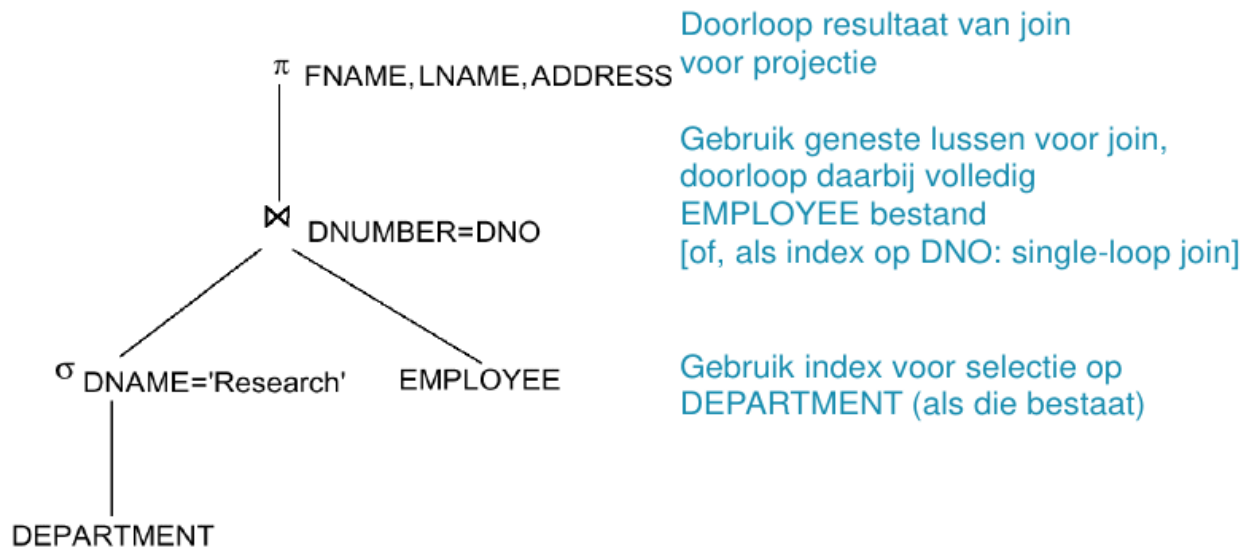 π FNAME,LNAME,ADDRESS
Doorloop resultaat van join
voor projectie
⋈ DNUMBER=DNO
Gebruik geneste lussen voor join,
doorloop daarbij volledig
EMPLOYEE bestand
[of, als index op DNO: single-loop join]
σ DNAME='Research'
EMPLOYEE
Gebruik index voor selectie op
DEPARTMENT (als die bestaat)
DEPARTMENT